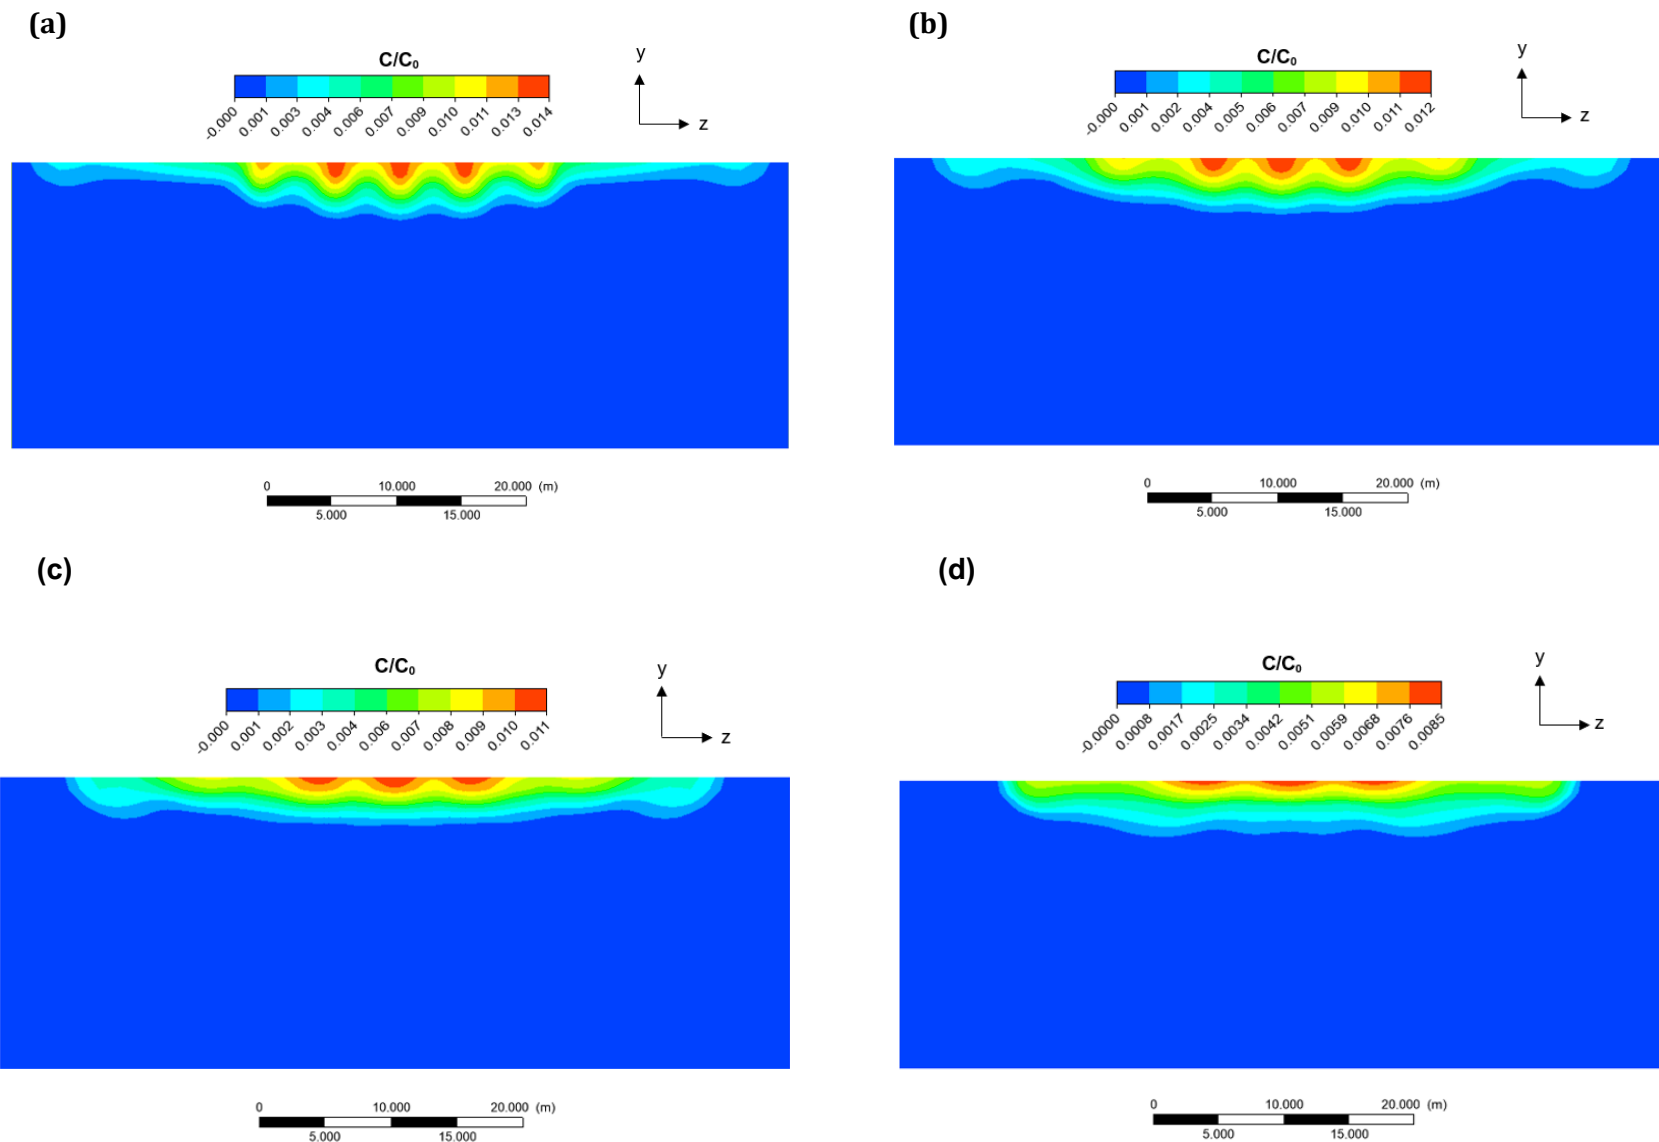 (a)
C/C₀
-0.000 0.001 0.003 0.004 0.006 0.007 0.009 0.010 0.011 0.013 0.014
y
z
0 10.000 20.000 (m)
5.000 15.000
(b)
C/C₀
-0.000 0.001 0.002 0.004 0.005 0.006 0.007 0.009 0.010 0.011 0.012
y
z
0 10.000 20.000 (m)
5.000 15.000
(c)
C/C₀
-0.000 0.001 0.002 0.003 0.004 0.006 0.007 0.008 0.009 0.010 0.011
y
z
0 10.000 20.000 (m)
5.000 15.000
(d)
C/C₀
-0.0000 0.0008 0.0017 0.0025 0.0034 0.0042 0.0051 0.0059 0.0068 0.0076 0.0085
y
z
0 10.000 20.000 (m)
5.000 15.000